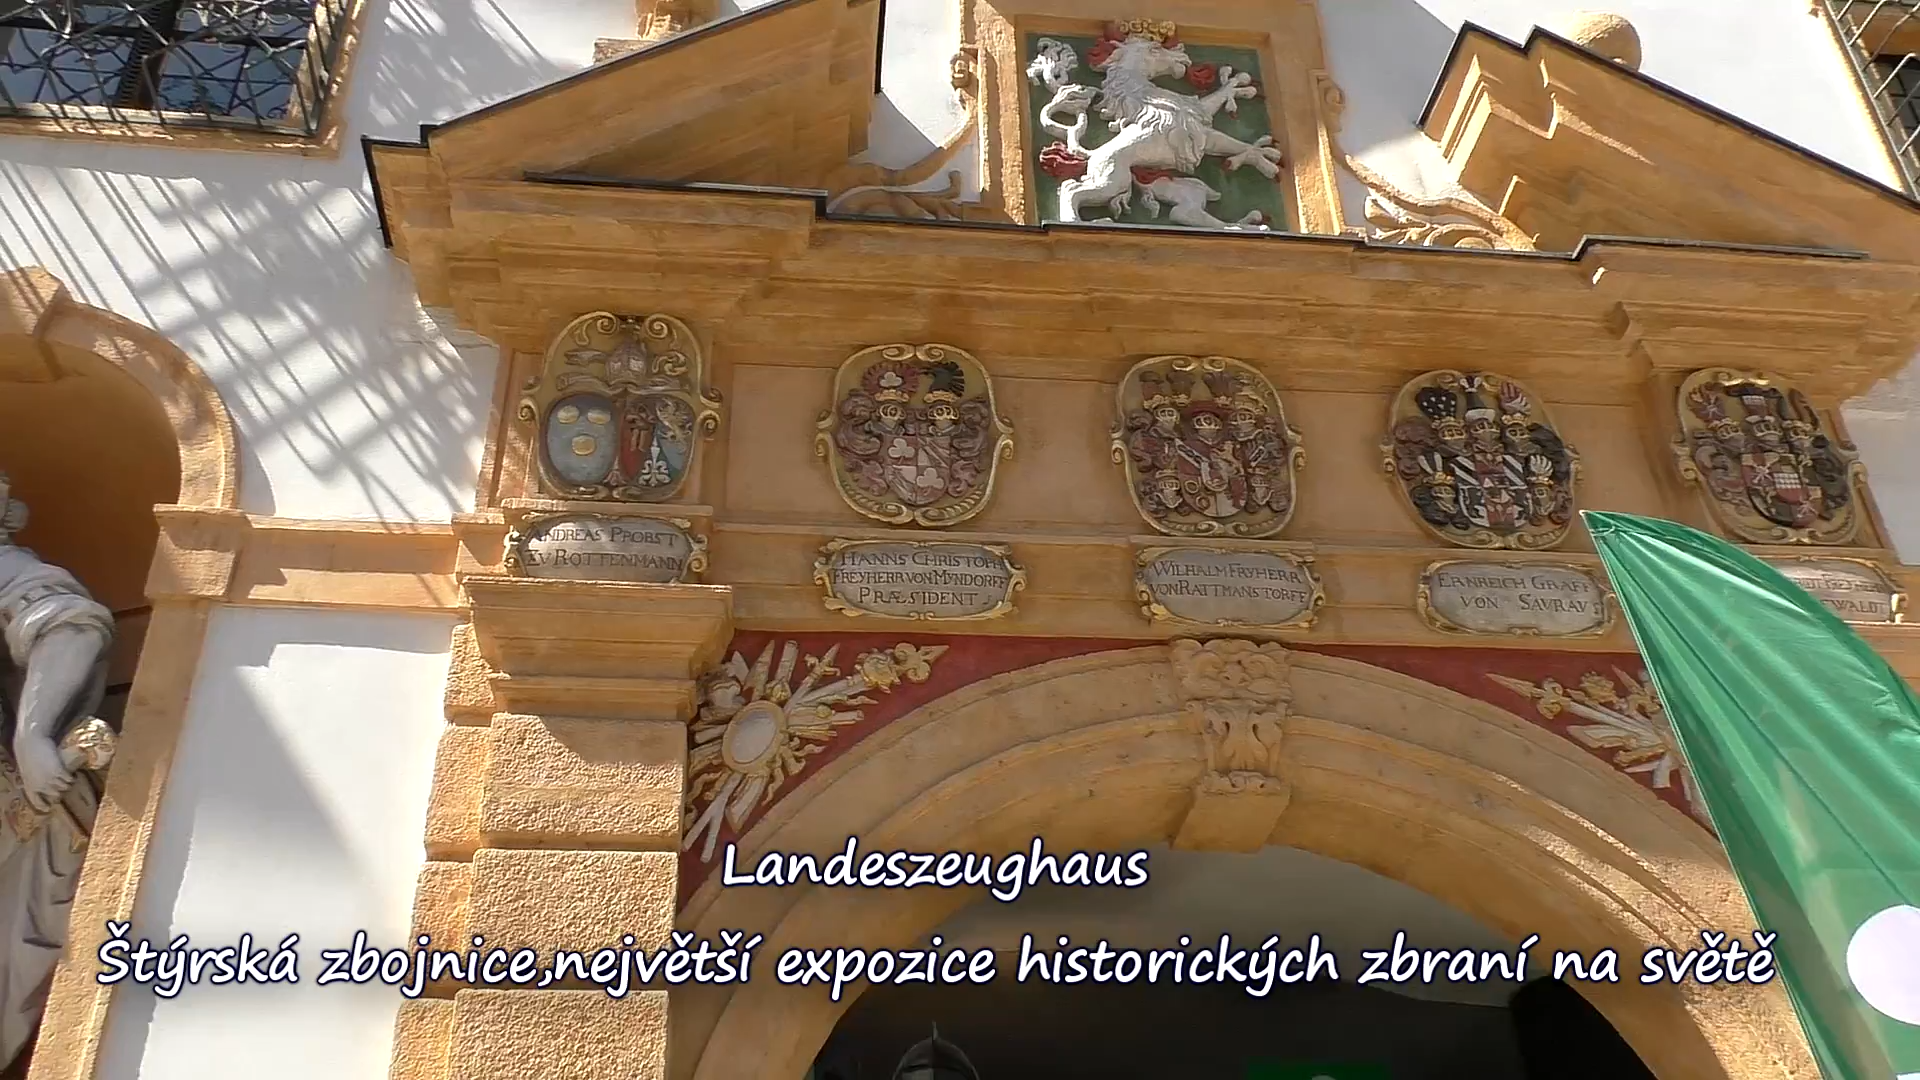 ANDREAS PROBST
ZV ROTTENMANN
HANNS CHRISTOPH
FREYHERR VON MYNDORFF
PRÆSIDENT
WILHALM FRYHERR
VON RATTMANSTORFF
ERNREICH GRAFF
VON SAVRAV
Landeszeughaus
Štýrská zbojnice,největší expozice historických zbraní na světě